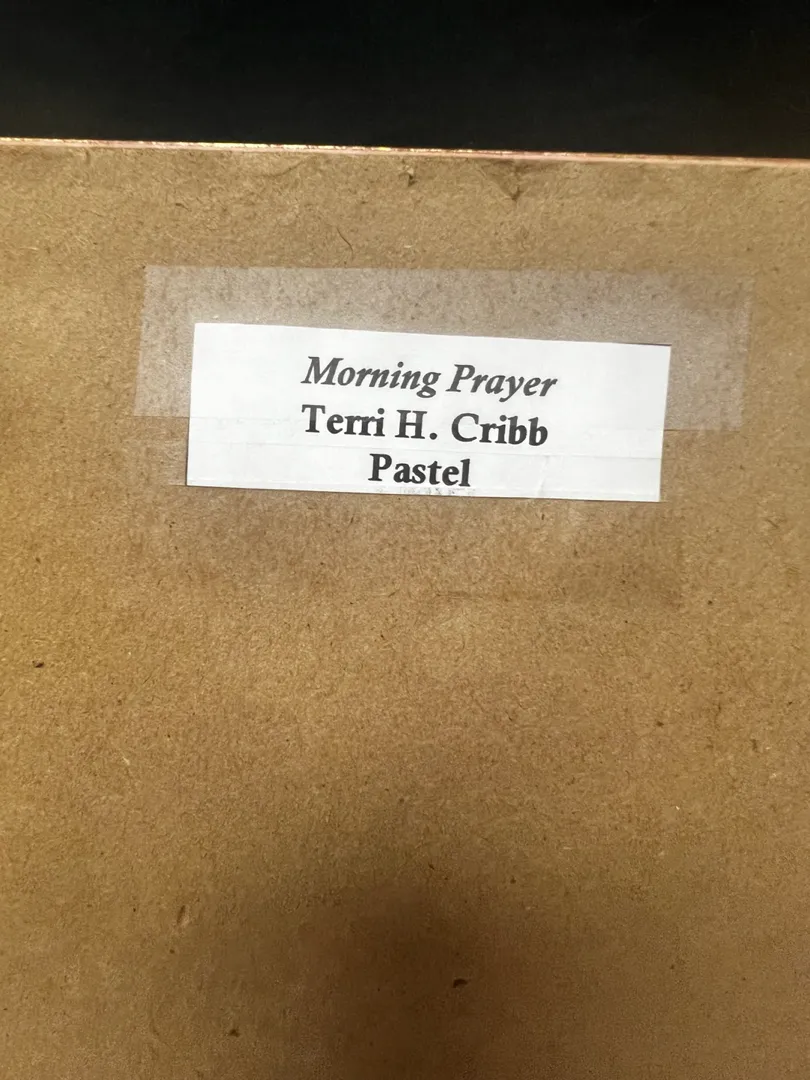 Morning Prayer
Terri H. Cribb
Pastel